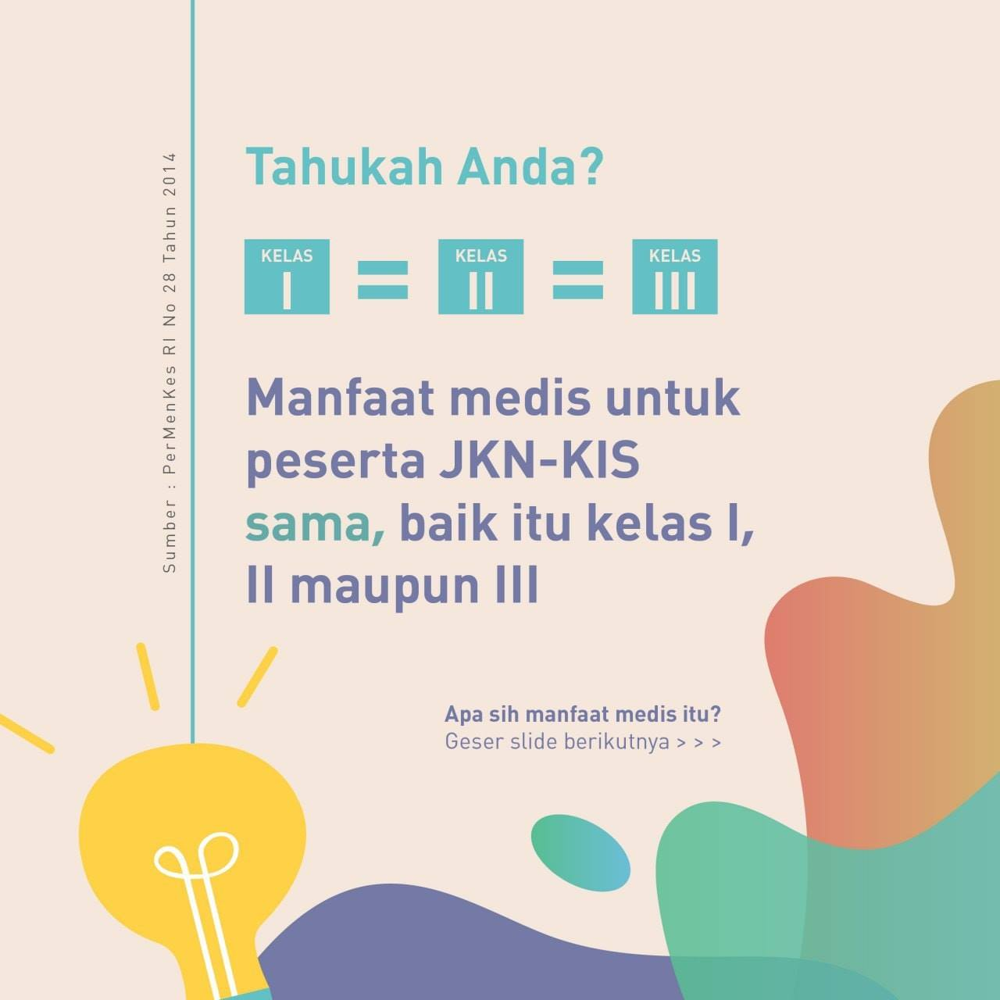 Tahukah Anda?
KELAS
I
=
KELAS
II
=
KELAS
III
Manfaat medis untuk
peserta JKN-KIS
sama, baik itu kelas I,
II maupun III
Apa sih manfaat medis itu?
Geser slide berikutnya > > >
Sumber : PerMenKes RI No 28 Tahun 2014